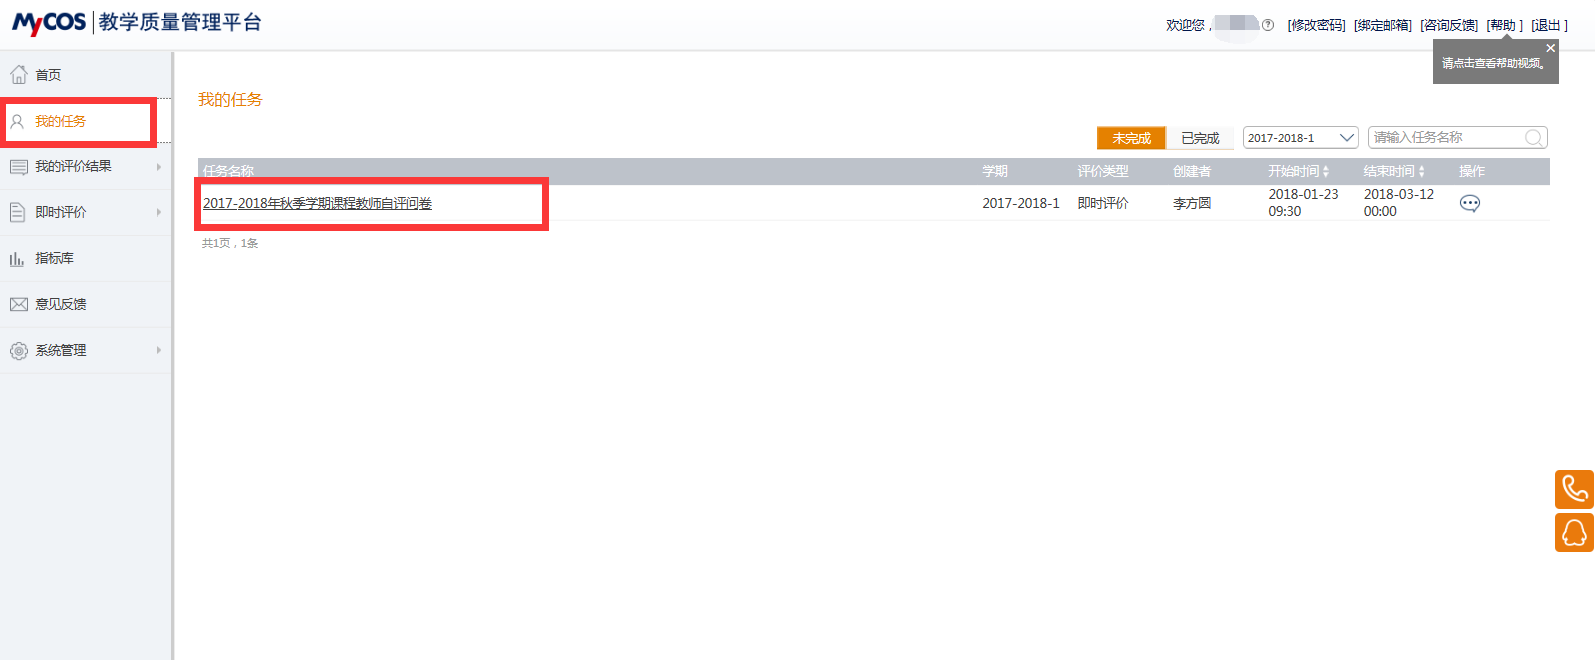 MyCOS 教学质量管理平台
欢迎您， [修改密码] [绑定邮箱] [咨询反馈] [帮助 ] [退出 ]
请点击查看帮助视频。
首页
我的任务
我的评价结果
即时评价
指标库
意见反馈
系统管理
我的任务
未完成 已完成 2017-2018-1 请输入任务名称
任务名称 学期 评价类型 创建者 开始时间 结束时间 操作
2017-2018年秋季学期课程教师自评问卷 2017-2018-1 即时评价 李方圆 2018-01-23 09:30 2018-03-12 00:00
共1页，1条